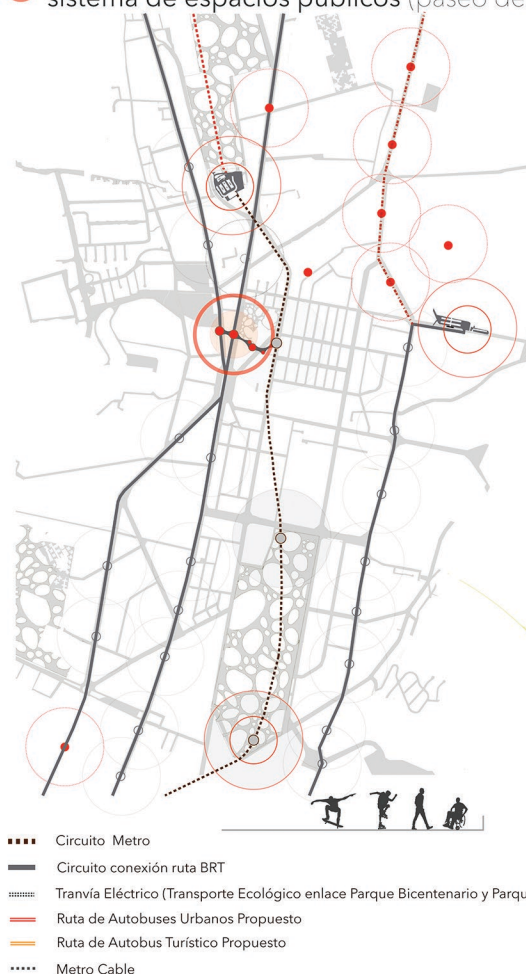 sistema de espacios públicos (paseo de
Circuito Metro
Circuito conexión ruta BRT
Tranvía Eléctrico (Transporte Ecológico enlace Parque Bicentenario y Parqu
Ruta de Autobuses Urbanos Propuesto
Ruta de Autobus Turístico Propuesto
Metro Cable